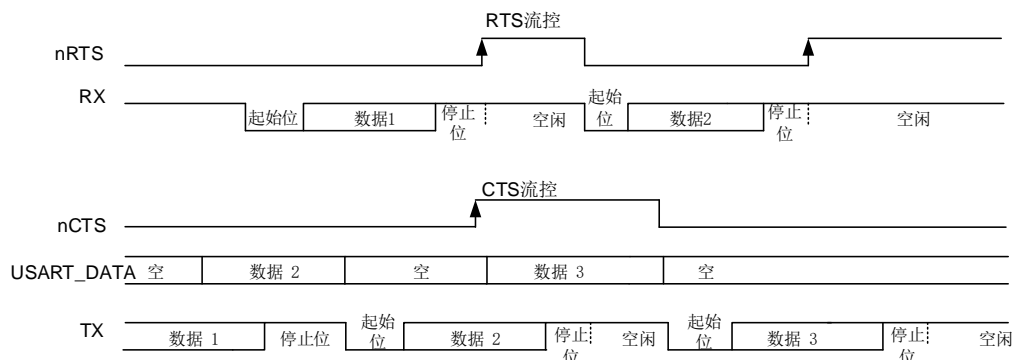 RTS流控
nRTS
RX
起始位
数据1
停止位
空闲
起始位
数据2
停止位
空闲
CTS流控
nCTS
USART_DATA
空
数据 2
空
数据 3
空
TX
数据 1
停止位
起始位
数据 2
停止位
空闲
起始位
数据 3
停止位
空闲